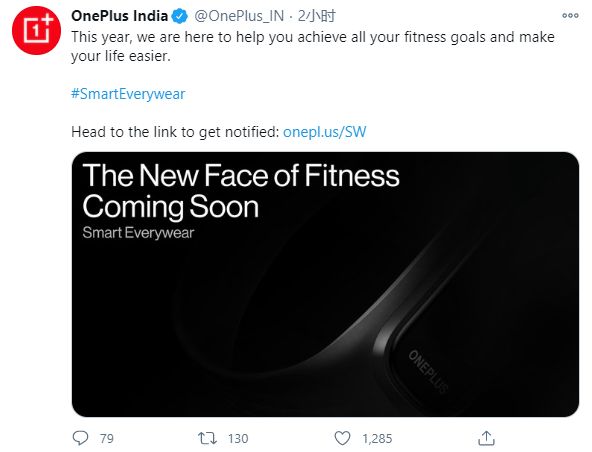 OnePlus India @OnePlus_IN · 2小时
This year, we are here to help you achieve all your fitness goals and make
your life easier.
#SmartEverywear
Head to the link to get notified: onepl.us/SW
The New Face of Fitness
Coming Soon
Smart Everywear
ONEPLUS
79 130 1,285